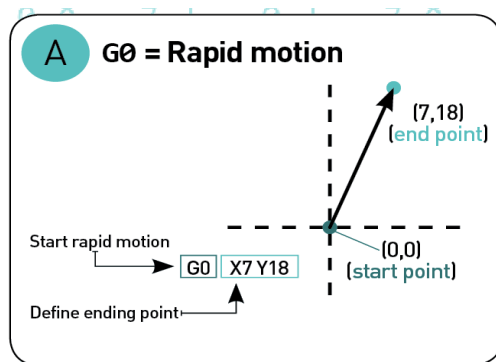 A
G0 = Rapid motion
(7,18)
(end point)
(0,0)
(start point)
Start rapid motion
G0 X7 Y18
Define ending point